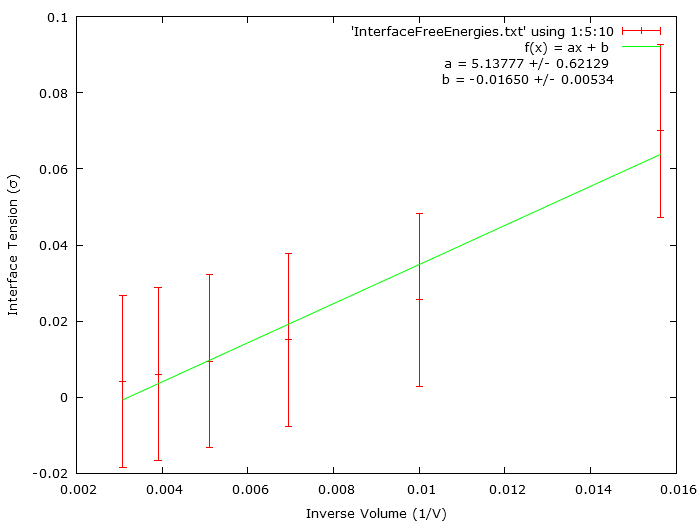 'InterfaceFreeEnergies.txt' using 1:5:10
f(x) = ax + b
a = 5.13777 +/- 0.62129
b = -0.01650 +/- 0.00534
0.1
0.08
0.06
0.04
0.02
0
-0.02
Interface Tension (σ)
0.002 0.004 0.006 0.008 0.01 0.012 0.014 0.016
Inverse Volume (1/V)